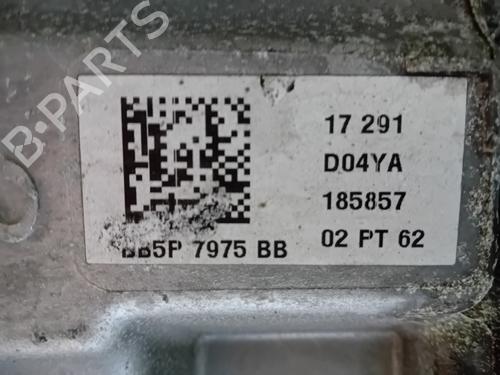 B-PARTS
17 291
D04YA
185857
BB5P 7975 BB
02 PT 62